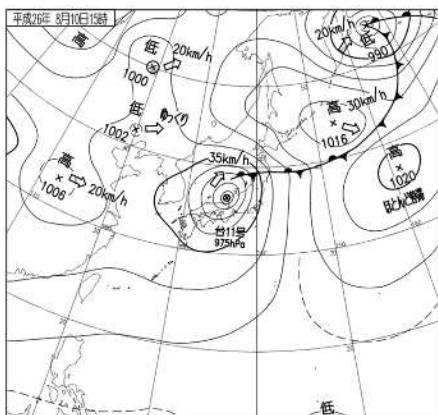 平成26年 8月10日15時
高
低
20km/h
1000
20km/h
低
990
低
1002
ゆっくり
高
30km/h
1016
高
1006
20km/h
35km/h
高
1020
ほとんど停滞
台11号
975hPa
低